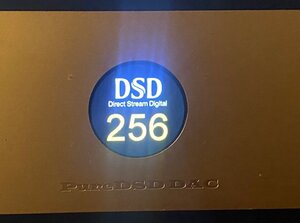 DSD
Direct Stream Digital
256
PureDSD DAC